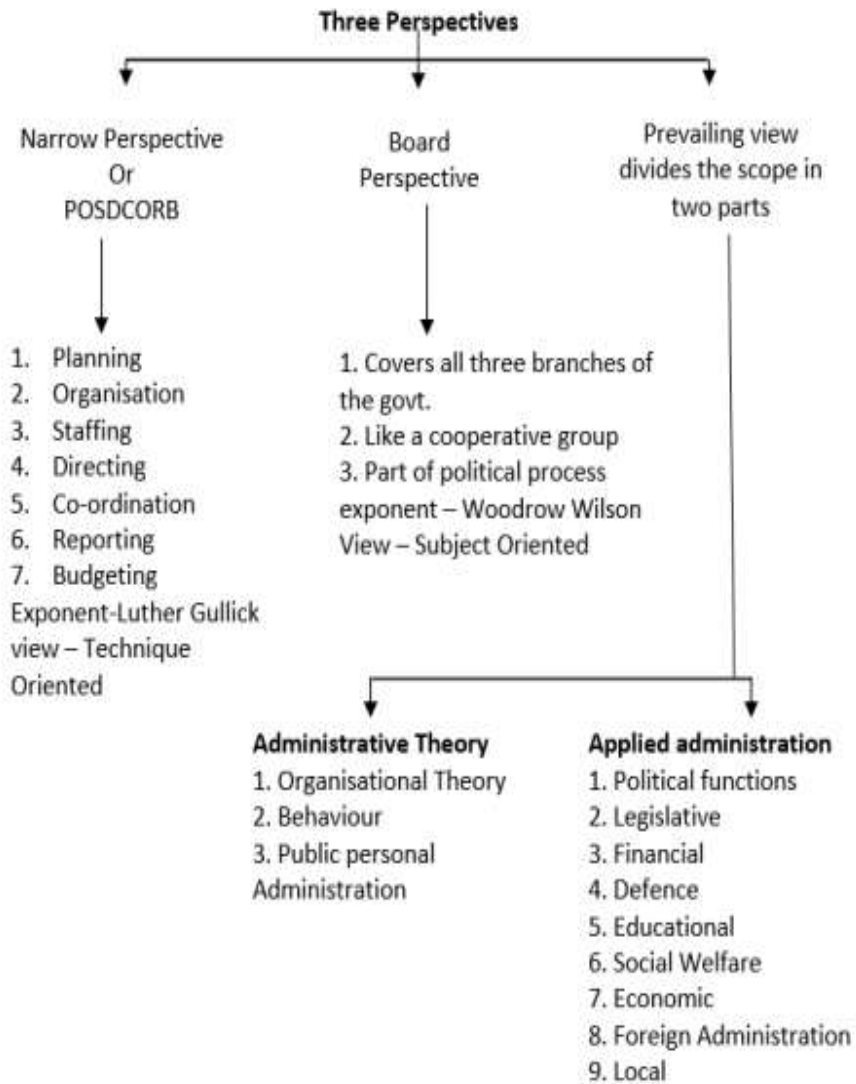 Three Perspectives
Narrow Perspective
Or
POSDCORB
Board
Perspective
Prevailing view
divides the scope in
two parts
1. Planning
2. Organisation
3. Staffing
4. Directing
5. Co-ordination
6. Reporting
7. Budgeting
Exponent-Luther Gullick
view – Technique
Oriented
1. Covers all three branches of
the govt.
2. Like a cooperative group
3. Part of political process
exponent – Woodrow Wilson
View – Subject Oriented
Administrative Theory
1. Organisational Theory
2. Behaviour
3. Public personal
Administration
Applied administration
1. Political functions
2. Legislative
3. Financial
4. Defence
5. Educational
6. Social Welfare
7. Economic
8. Foreign Administration
9. Local